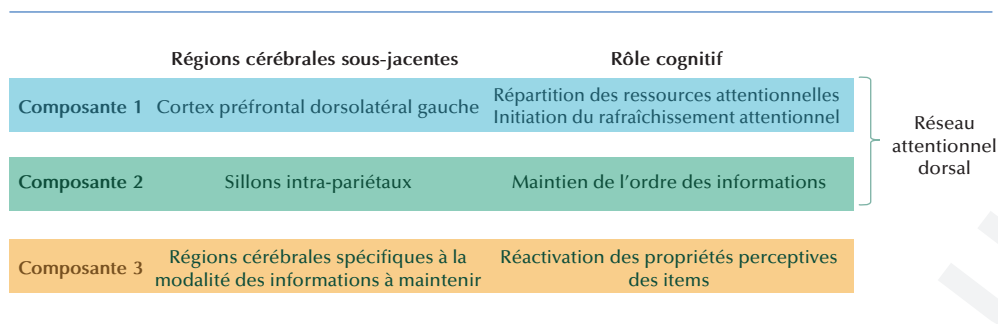 Régions cérébrales sous-jacentes Rôle cognitif
Composante 1 Cortex préfrontal dorsolatéral gauche Répartition des ressources attentionnelles
Initiation du rafraîchissement attentionnel
Réseau
attentionnel
dorsal
Composante 2 Sillons intra-pariétaux Maintien de l'ordre des informations
Composante 3 Régions cérébrales spécifiques à la
modalité des informations à maintenir
Réactivation des propriétés perceptives
des items